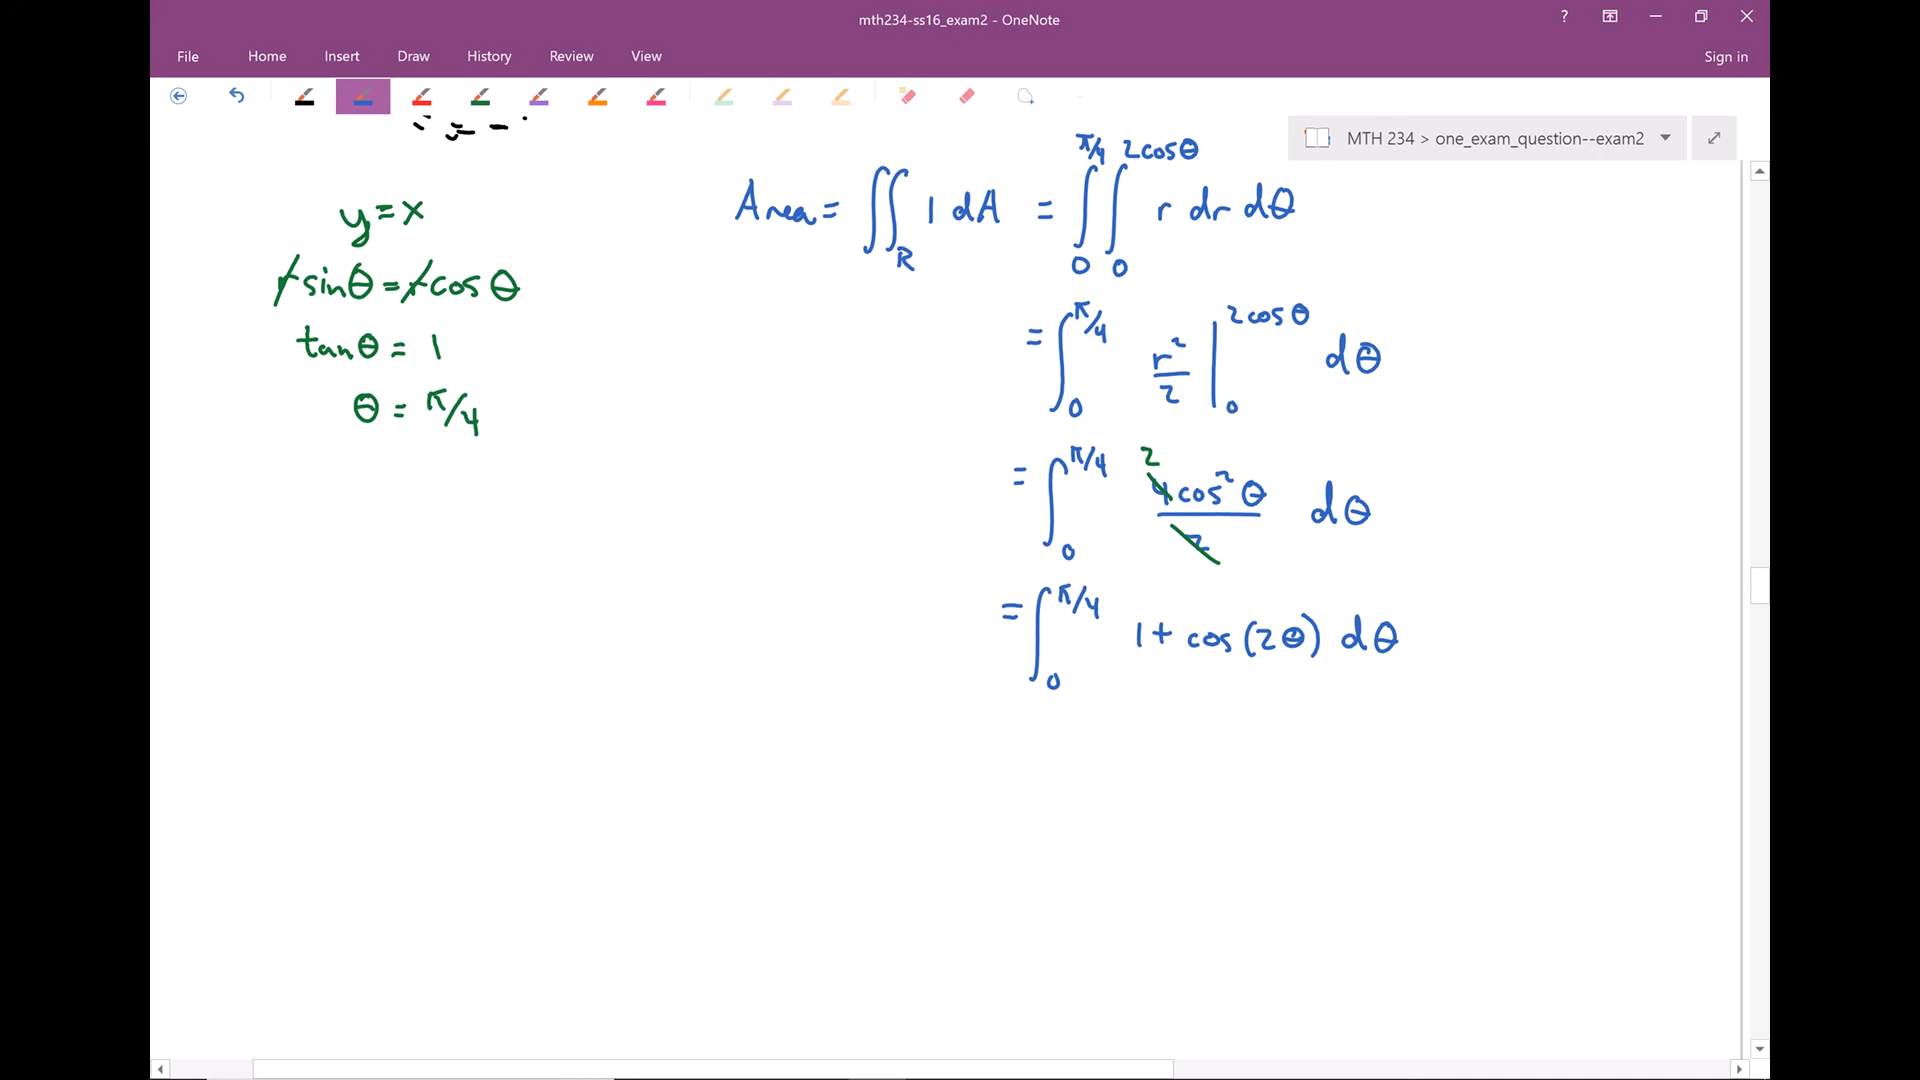 mth234-ss16_exam2 - OneNote
?
File Home Insert Draw History Review View Sign in
MTH 234 > one_exam_question--exam2
y = x
r sinθ = r cos θ
tanθ = 1
θ = π/4
Area = ∬_R 1 dA = ∫_0^π/4 ∫_0^2cosθ r dr dθ
= ∫_0^π/4 r²/2 |_0^2cosθ dθ
2
= ∫_0^π/4 4cos²θ/2 dθ
= ∫_0^π/4 1 + cos(2θ) dθ